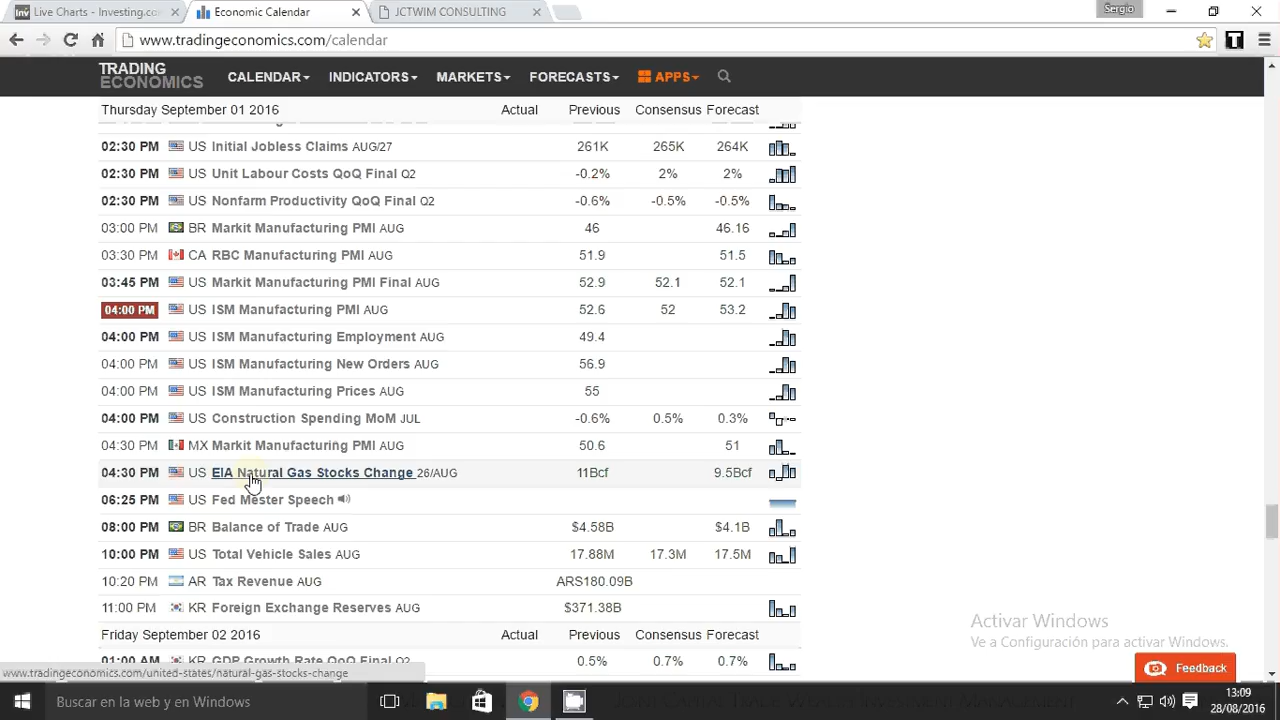 Live Charts - Investing.co
Economic Calendar
JCTWIM CONSULTING
Sergio
www.tradingeconomics.com/calendar
TRADING ECONOMICS CALENDAR INDICATORS MARKETS FORECASTS APPS
Thursday September 01 2016 Actual Previous Consensus Forecast
02:30 PM US Initial Jobless Claims AUG/27 261K 265K 264K
02:30 PM US Unit Labour Costs QoQ Final Q2 -0.2% 2% 2%
02:30 PM US Nonfarm Productivity QoQ Final Q2 -0.6% -0.5% -0.5%
03:00 PM BR Markit Manufacturing PMI AUG 46 46.16
03:30 PM CA RBC Manufacturing PMI AUG 51.9 51.5
03:45 PM US Markit Manufacturing PMI Final AUG 52.9 52.1 52.1
04:00 PM US ISM Manufacturing PMI AUG 52.6 52 53.2
04:00 PM US ISM Manufacturing Employment AUG 49.4
04:00 PM US ISM Manufacturing New Orders AUG 56.9
04:00 PM US ISM Manufacturing Prices AUG 55
04:00 PM US Construction Spending MoM JUL -0.6% 0.5% 0.3%
04:30 PM MX Markit Manufacturing PMI AUG 50.6 51
04:30 PM US EIA Natural Gas Stocks Change 26/AUG 11Bcf 9.5Bcf
06:25 PM US Fed Mester Speech
08:00 PM BR Balance of Trade AUG $4.58B $4.1B
10:00 PM US Total Vehicle Sales AUG 17.88M 17.3M 17.5M
10:20 PM AR Tax Revenue AUG ARS180.09B
11:00 PM KR Foreign Exchange Reserves AUG $371.38B
Friday September 02 2016 Actual Previous Consensus Forecast
01:00 AM KR GDP Growth Rate QoQ Final Q2 0.5% 0.7% 0.7%
Activar Windows
Ve a Configuración para activar Windows.
www.tradingeconomics.com/united-states/natural-gas-stocks-change
Feedback
Buscar en la web y en Windows
13:09
28/08/2016